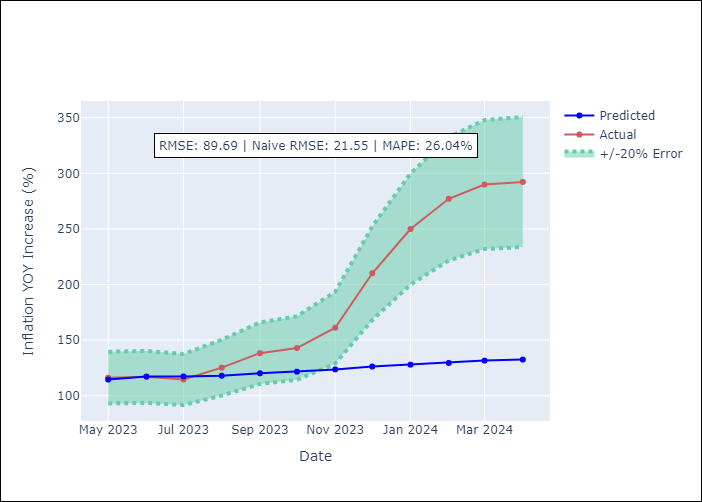 RMSE: 89.69 | Naive RMSE: 21.55 | MAPE: 26.04%
Predicted
Actual
+/-20% Error
Inflation YOY Increase (%)
350
300
250
200
150
100
May 2023
Jul 2023
Sep 2023
Nov 2023
Jan 2024
Mar 2024
Date